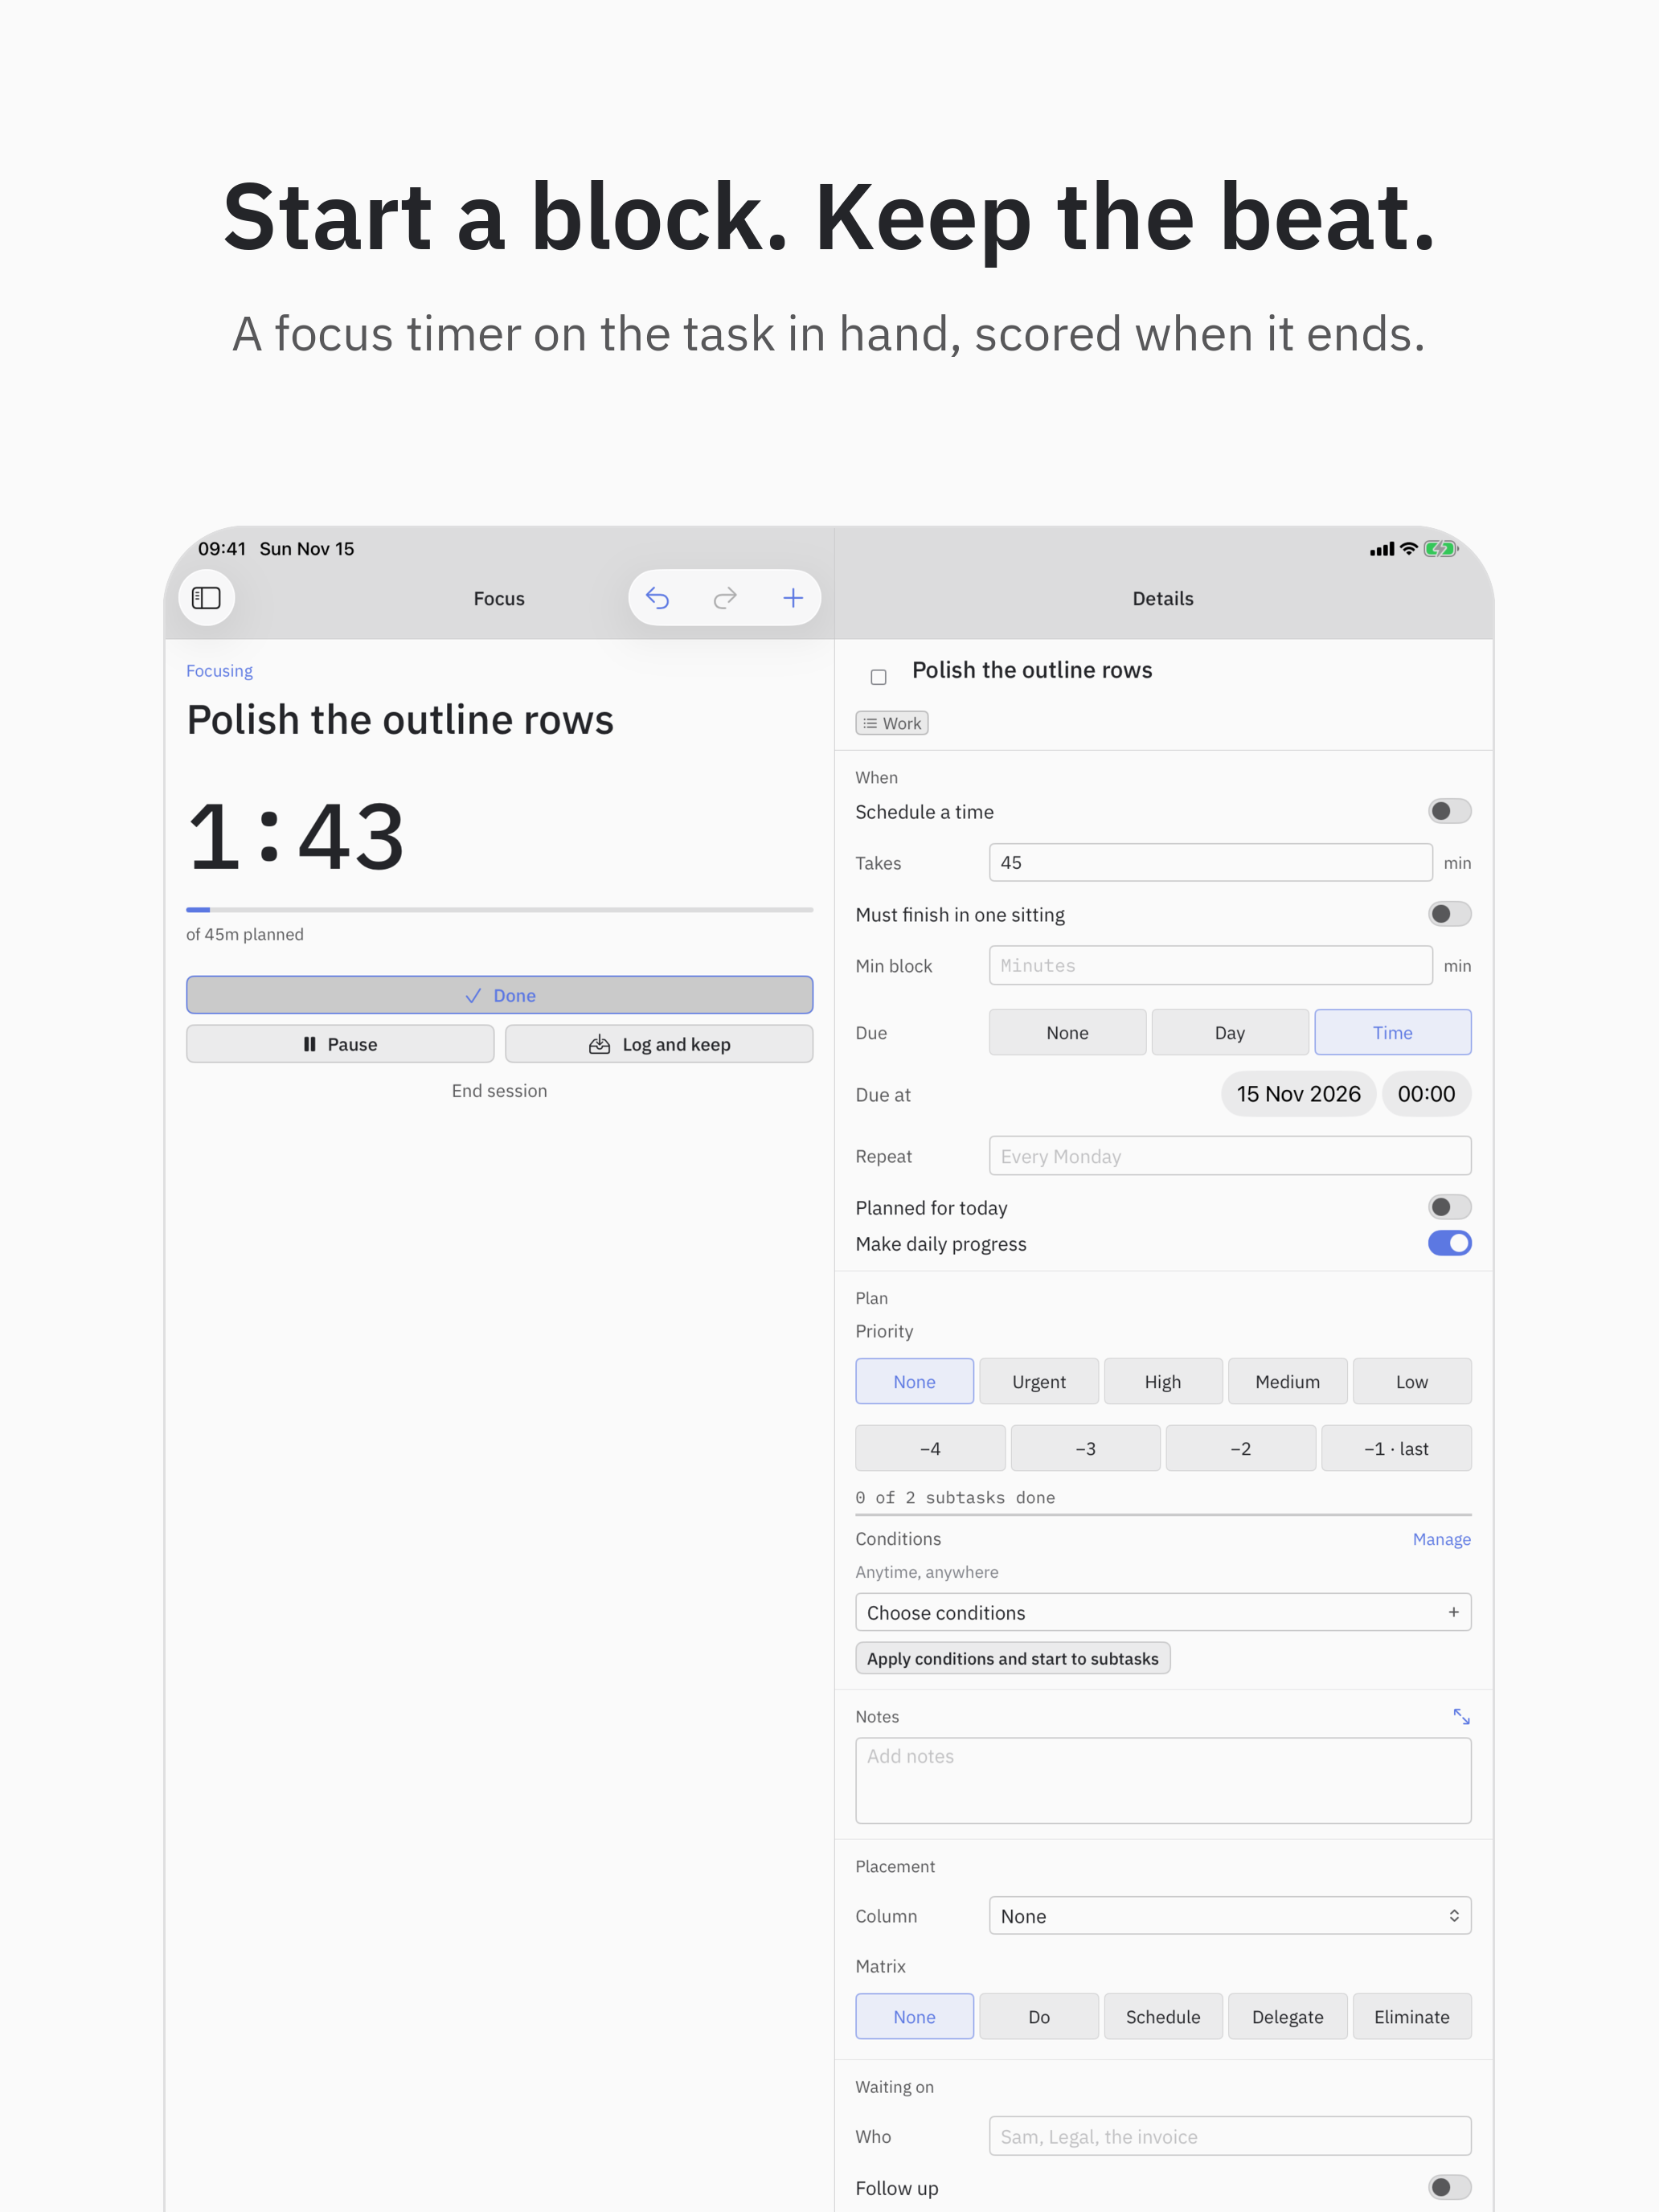 Start a block. Keep the beat.
A focus timer on the task in hand, scored when it ends.
09:41 Sun Nov 15
Focus
Details
Focusing
Polish the outline rows
1:43
of 45m planned
Done
Pause
Log and keep
End session
Polish the outline rows
Work
When
Schedule a time
Takes 45 min
Must finish in one sitting
Min block Minutes min
Due None Day Time
Due at 15 Nov 2026 00:00
Repeat Every Monday
Planned for today
Make daily progress
Plan
Priority
None Urgent High Medium Low
−4 −3 −2 −1 · last
0 of 2 subtasks done
Conditions Manage
Anytime, anywhere
Choose conditions +
Apply conditions and start to subtasks
Notes
Add notes
Placement
Column None
Matrix
None Do Schedule Delegate Eliminate
Waiting on
Who Sam, Legal, the invoice
Follow up